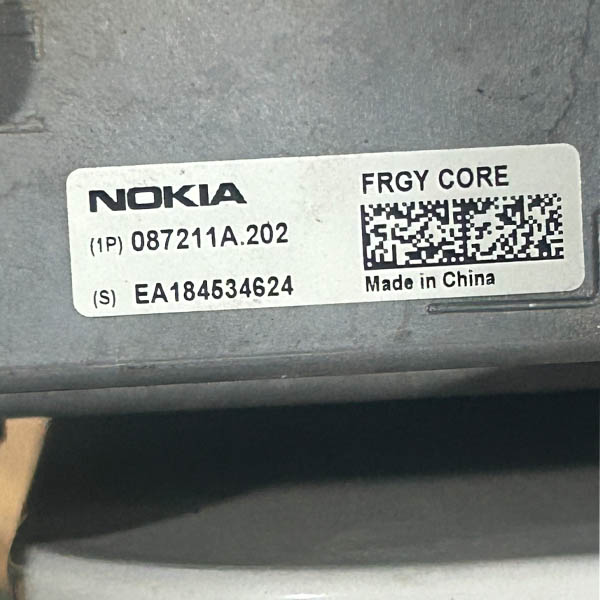 NOKIA
(1P) 087211A.202
(S) EA184534624
FRGY CORE
Made in China